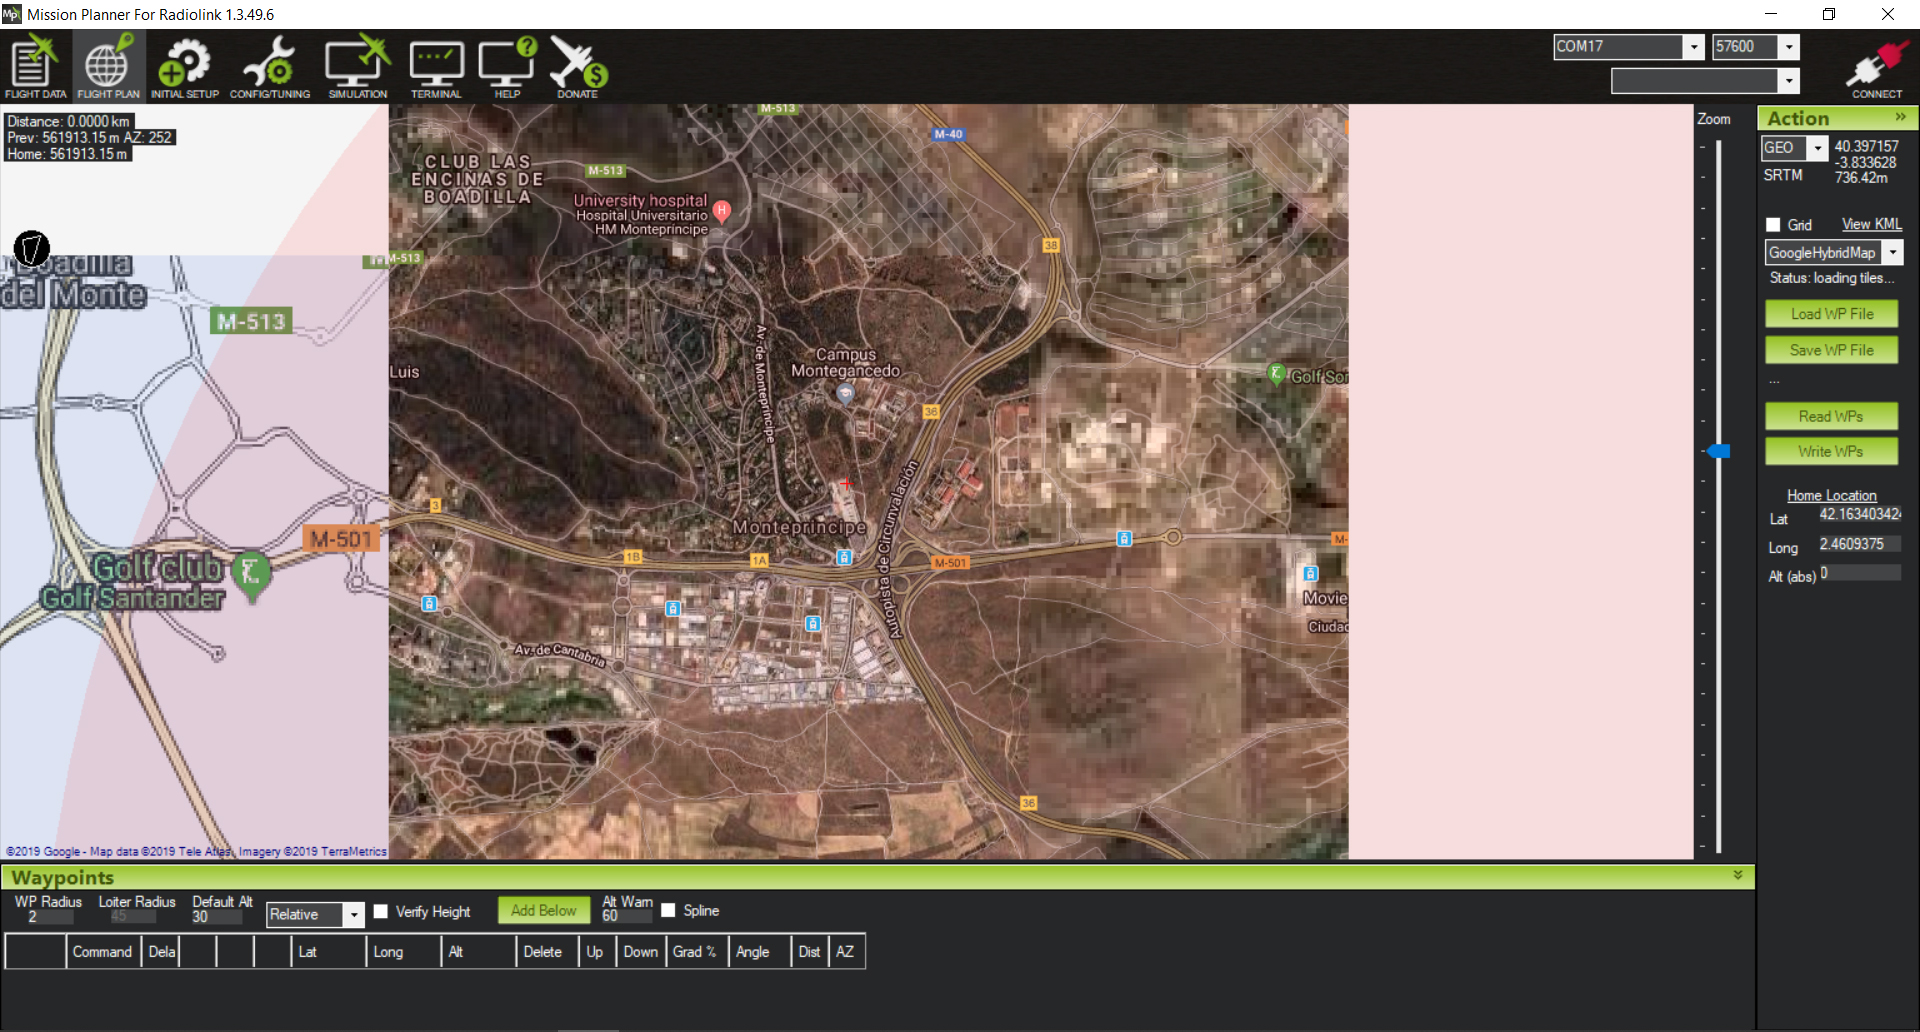 Mission Planner For Radiolink 1.3.49.6
FLIGHT DATA
FLIGHT PLAN
INITIAL SETUP
CONFIG/TUNING
SIMULATION
TERMINAL
HELP
DONATE
COM17
57600
CONNECT
Distance: 0.0000 km
Prev: 561913.15 m AZ: 252
Home: 561913.15 m
M-513
M-40
CLUB LAS
ENCINAS DE
BOADILLA
M-513
University hospital
Hospital Universitario
HM Montepríncipe
H
38
Boadilla
del Monte
M-513
M-513
Av. de Montepríncipe
Luis
Campus
Montegancedo
Golf Sor
36
3
M-501
Montepríncipe
Autopista de Circunvalación
1B
1A
M-501
M-
Golf club
Golf Santander
Movie
Ciudad
Av. de Cantabria
36
©2019 Google - Map data ©2019 Tele Atlas, Imagery ©2019 TerraMetrics
Zoom
Action
GEO
40.397157
-3.833628
SRTM
736.42m
Grid
View KML
GoogleHybridMap
Status: loading tiles...
Load WP File
Save WP File
...
Read WPs
Write WPs
Home Location
Lat
42.163403424
Long
2.4609375
Alt (abs)
0
Waypoints
WP Radius
2
Loiter Radius
45
Default Alt
30
Relative
Verify Height
Add Below
Alt Warn
60
Spline
Command
Dela
Lat
Long
Alt
Delete
Up
Down
Grad %
Angle
Dist
AZ